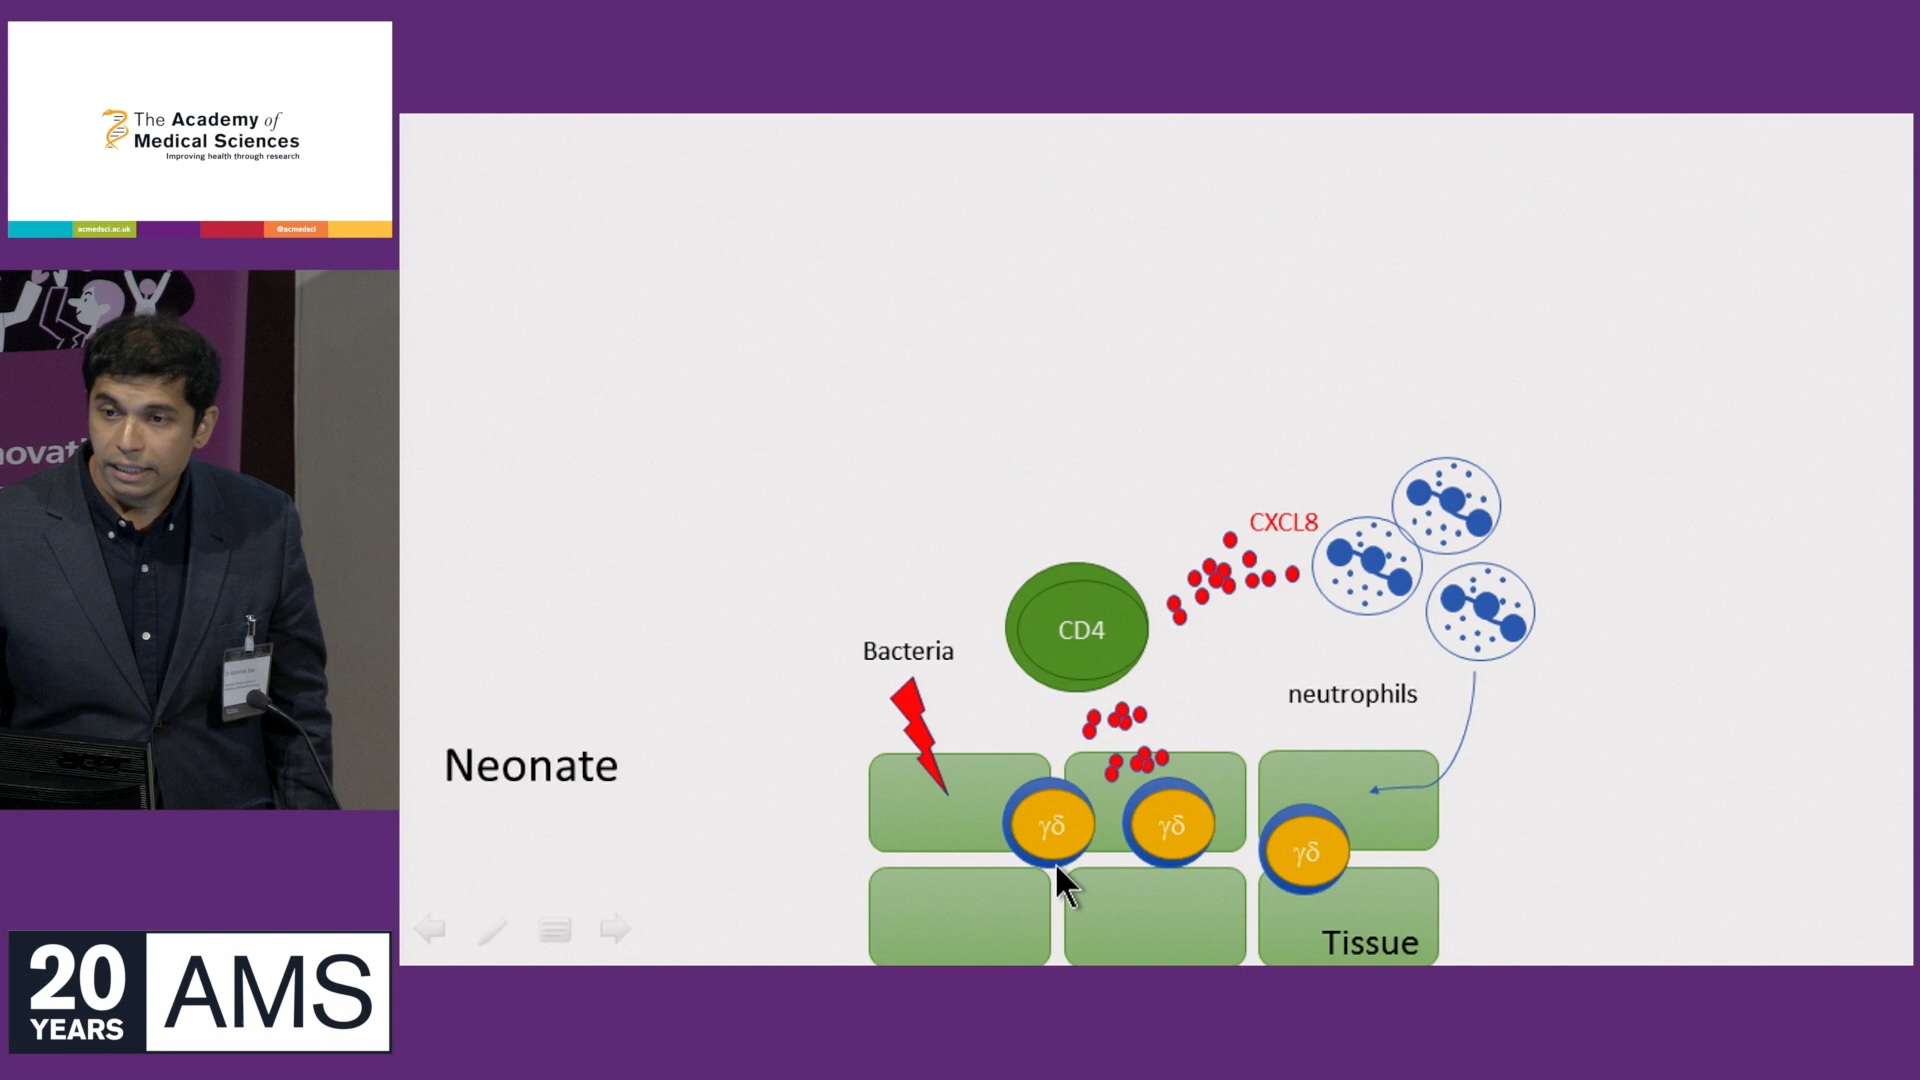 The Academy of
Medical Sciences
Improving health through research
acmedsci.ac.uk
@acmedsci
ovat
20
YEARS
AMS
CXCL8
CD4
Bacteria
neutrophils
Neonate
γδ
γδ
γδ
Tissue